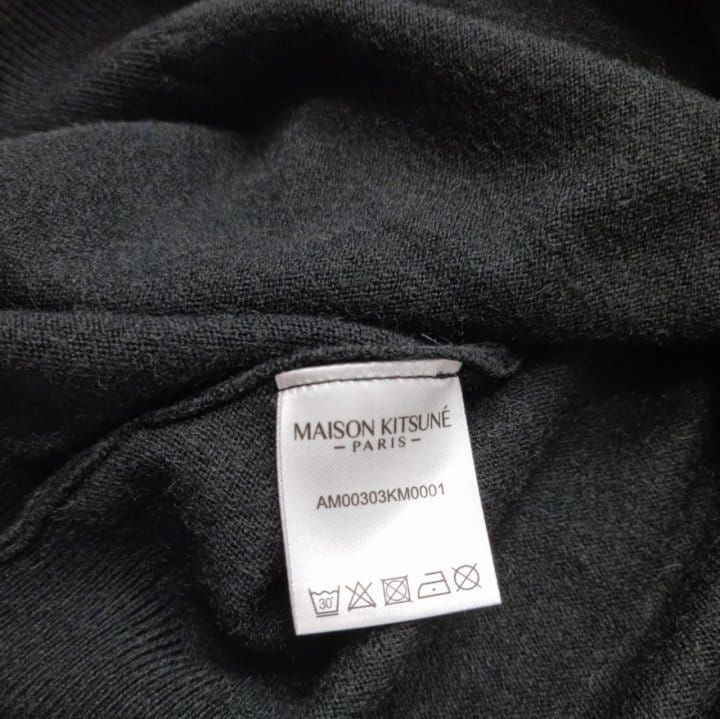 MAISON KITSUNÉ
- PARIS -
AM00303KM0001
30°